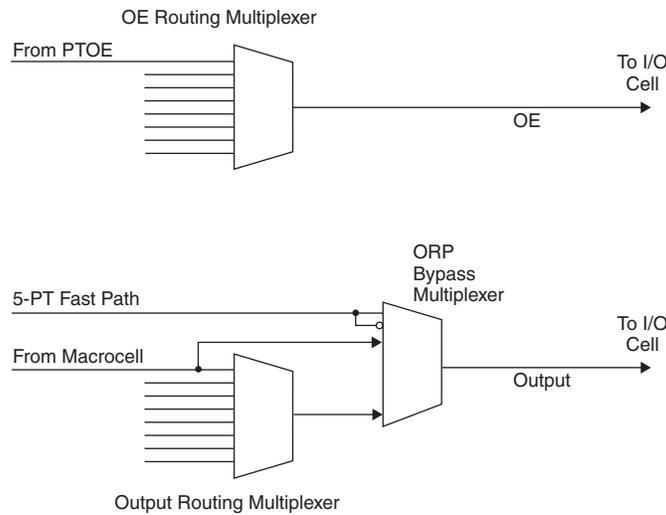 OE Routing Multiplexer
From PTOE
To I/O
Cell
OE
ORP
Bypass
Multiplexer
5-PT Fast Path
To I/O
Cell
From Macrocell
Output
Output Routing Multiplexer